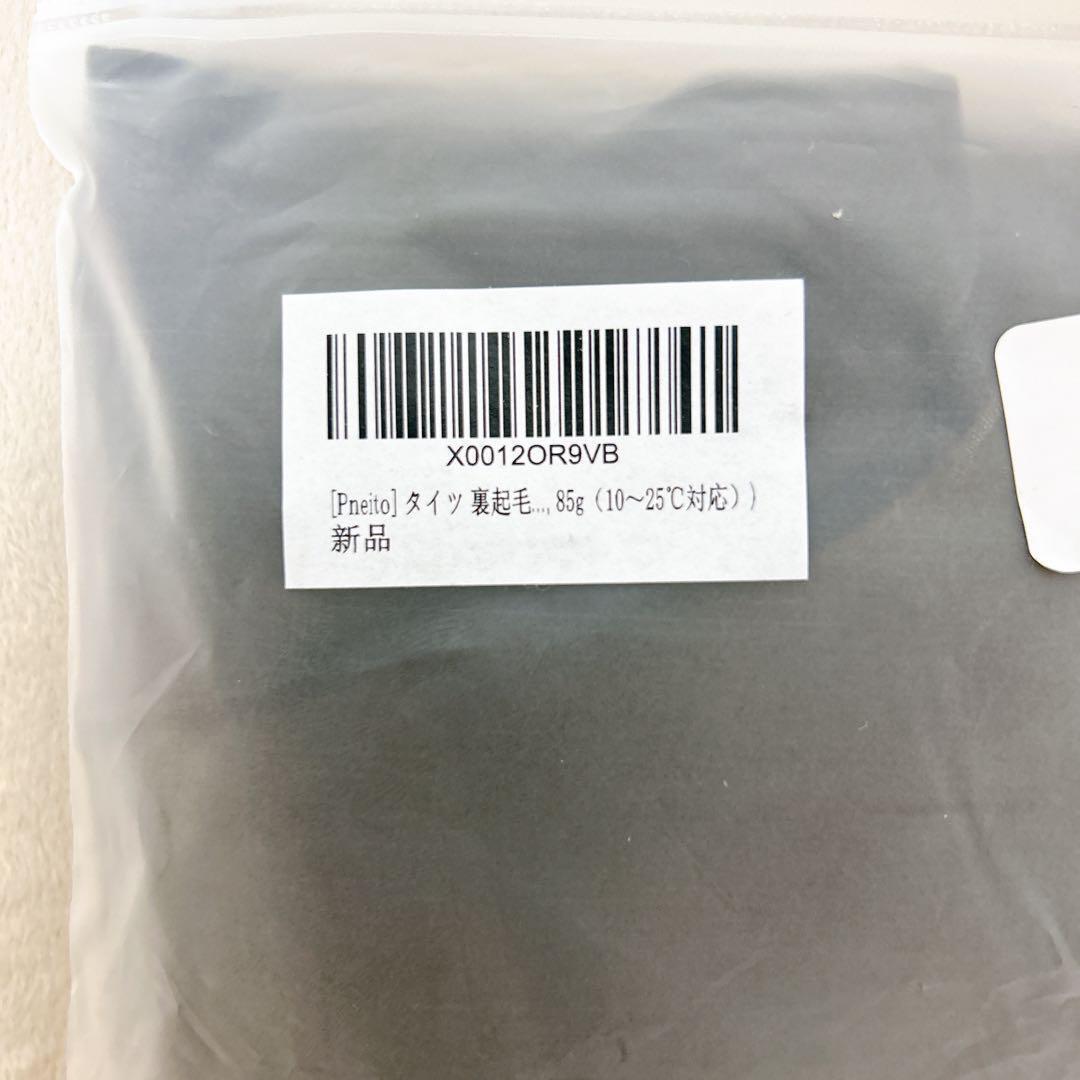 X0012OR9VB
[Pneito] タイツ 裏起毛..., 85g（10～25℃対応））
新品